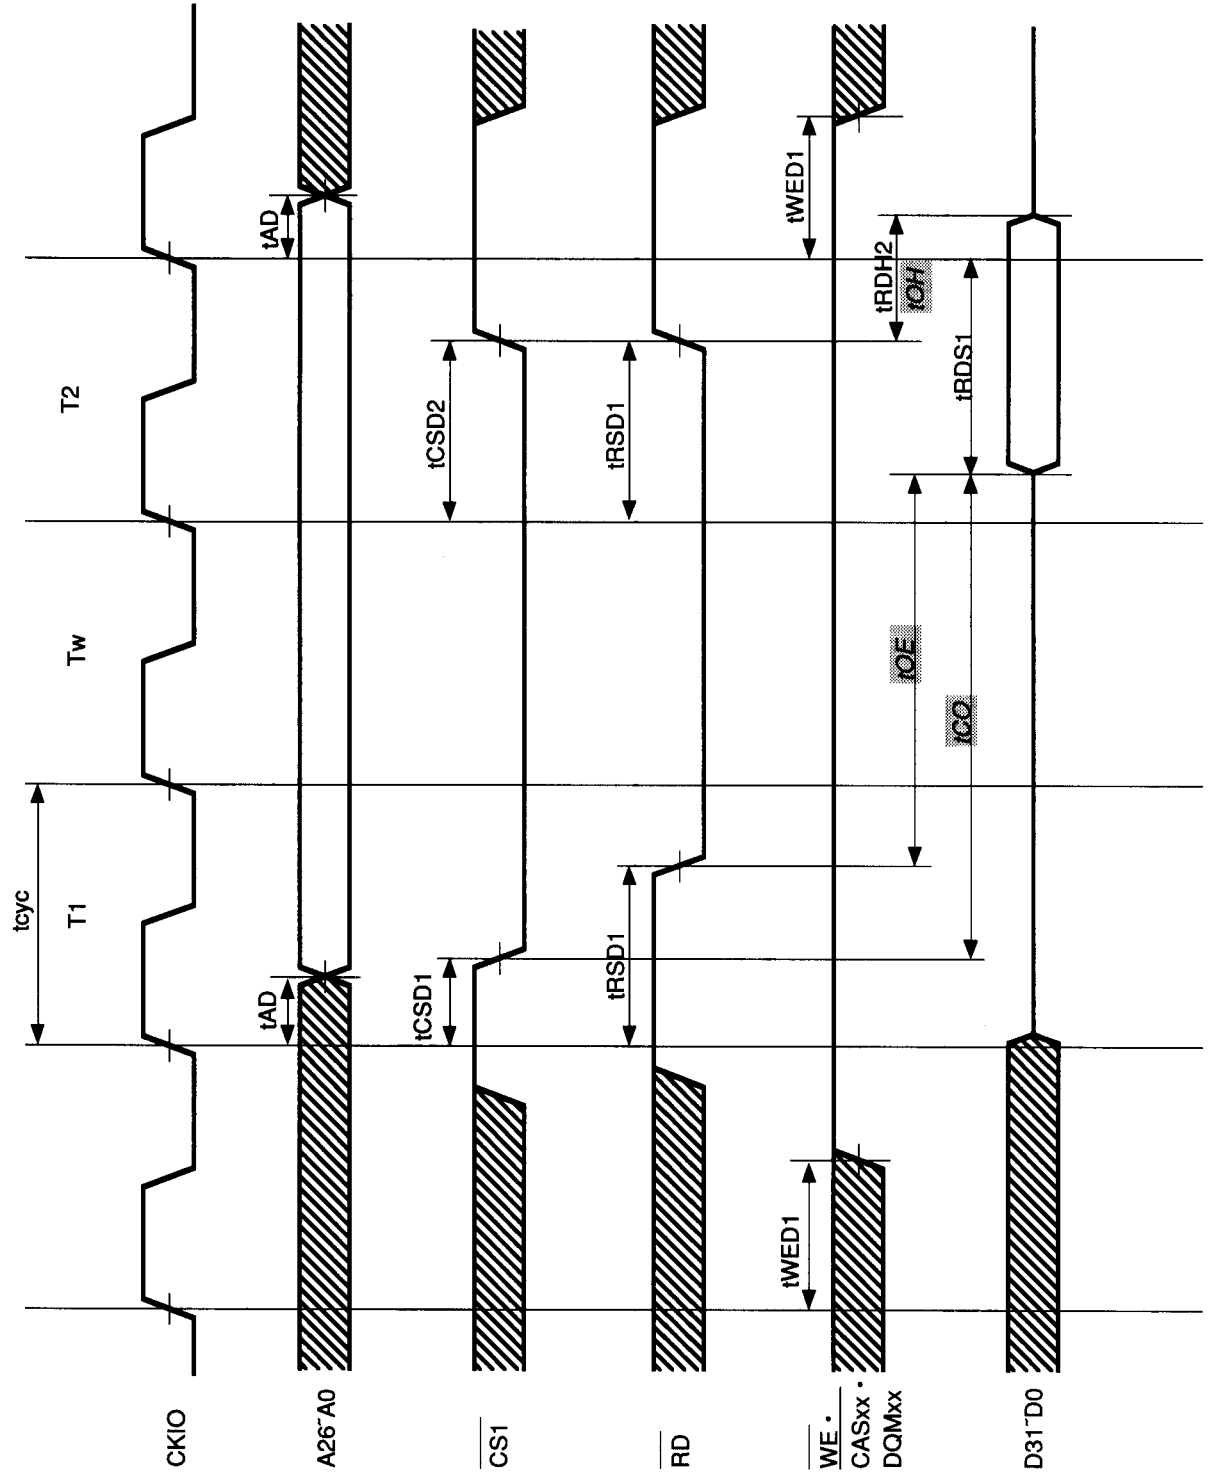 tcyc
T1
Tw
T2
CKIO
tAD
tAD
A26~A0
tCSD1
tCSD2
CS1
tRSD1
tRSD1
RD
tWED1
tWED1
WE・
CASxx・
DQMxx
tRDH2
tOH
tOE
tCO
tRDS1
D31~D0